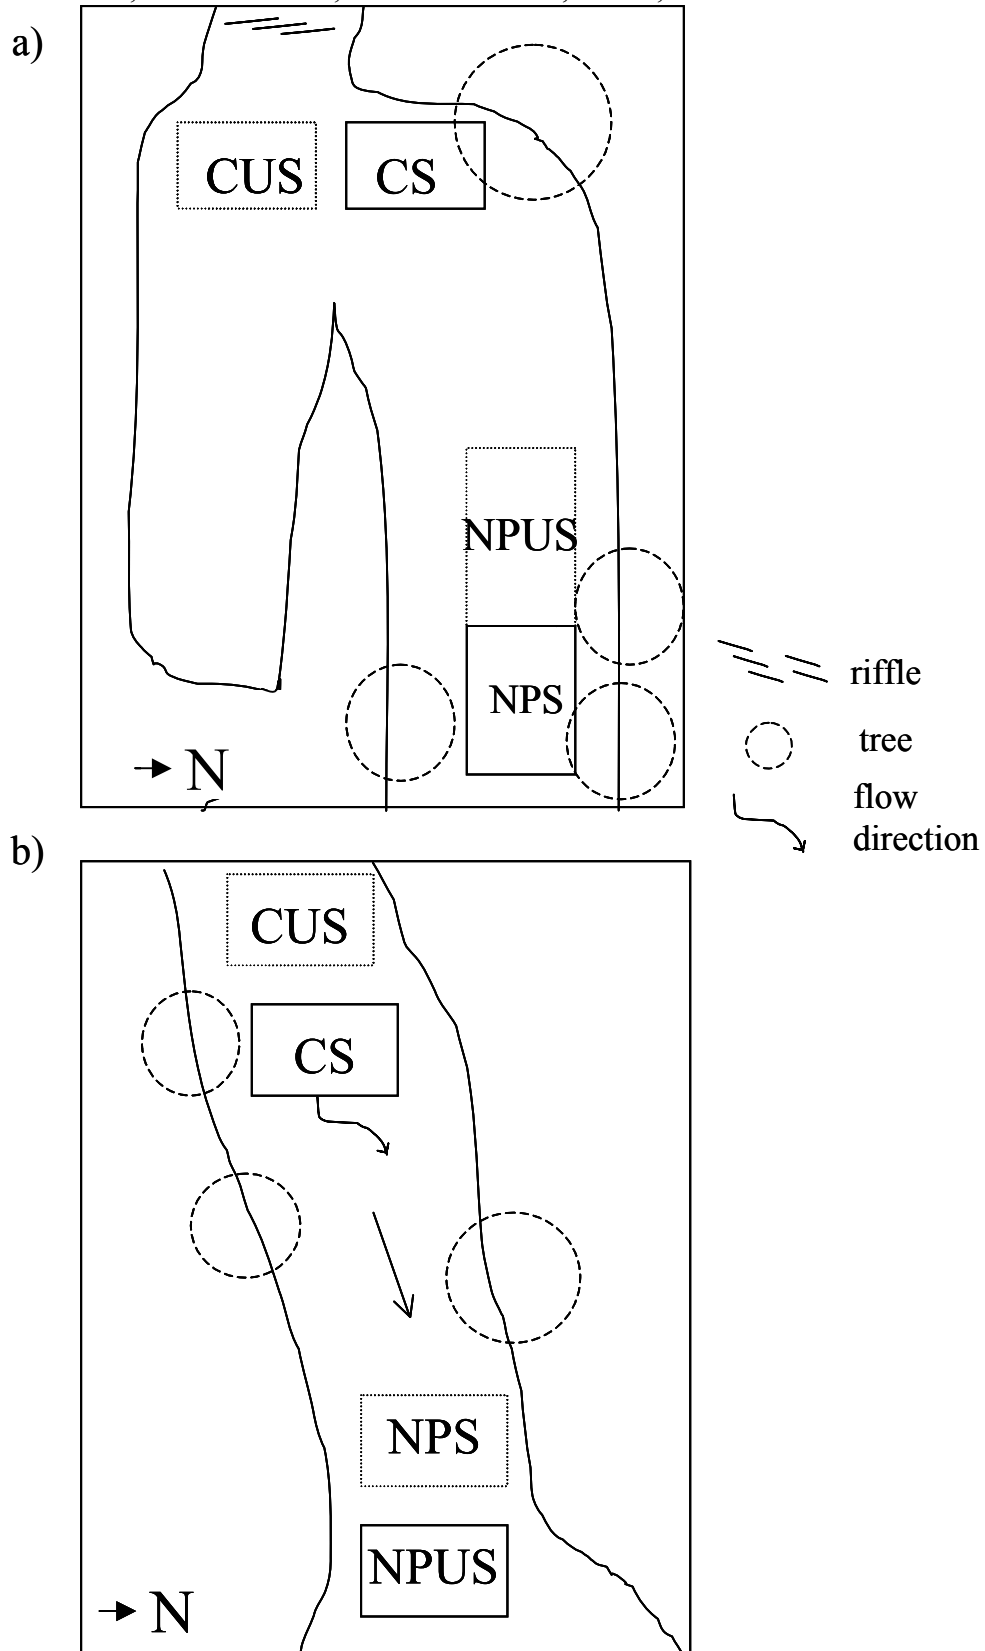 a)
CUS
CS
NPUS
NPS
N
riffle
tree
flow
direction
b)
CUS
CS
NPS
NPUS
N